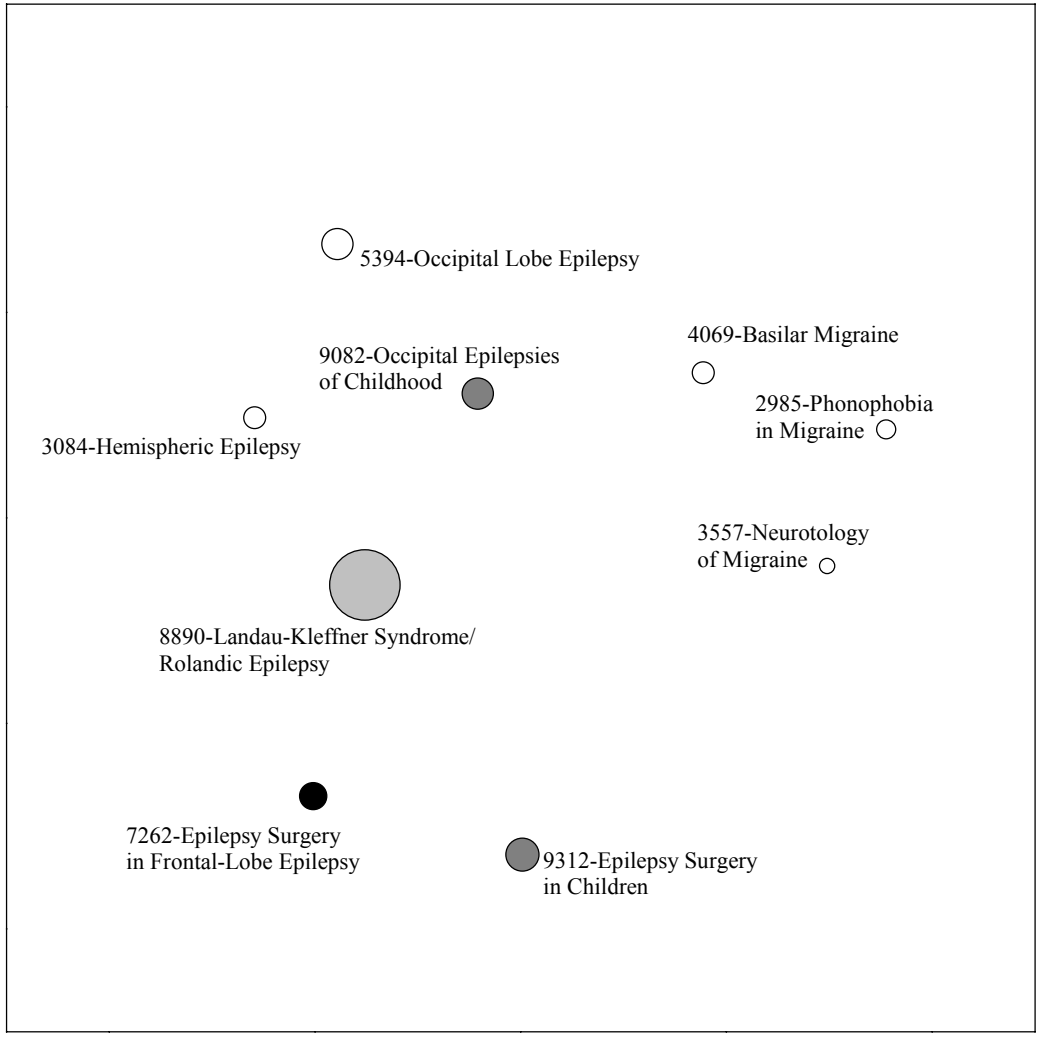 5394-Occipital Lobe Epilepsy
4069-Basilar Migraine
9082-Occipital Epilepsies
of Childhood
2985-Phonophobia
in Migraine
3084-Hemispheric Epilepsy
3557-Neurotology
of Migraine
8890-Landau-Kleffner Syndrome/
Rolandic Epilepsy
7262-Epilepsy Surgery
in Frontal-Lobe Epilepsy
9312-Epilepsy Surgery
in Children